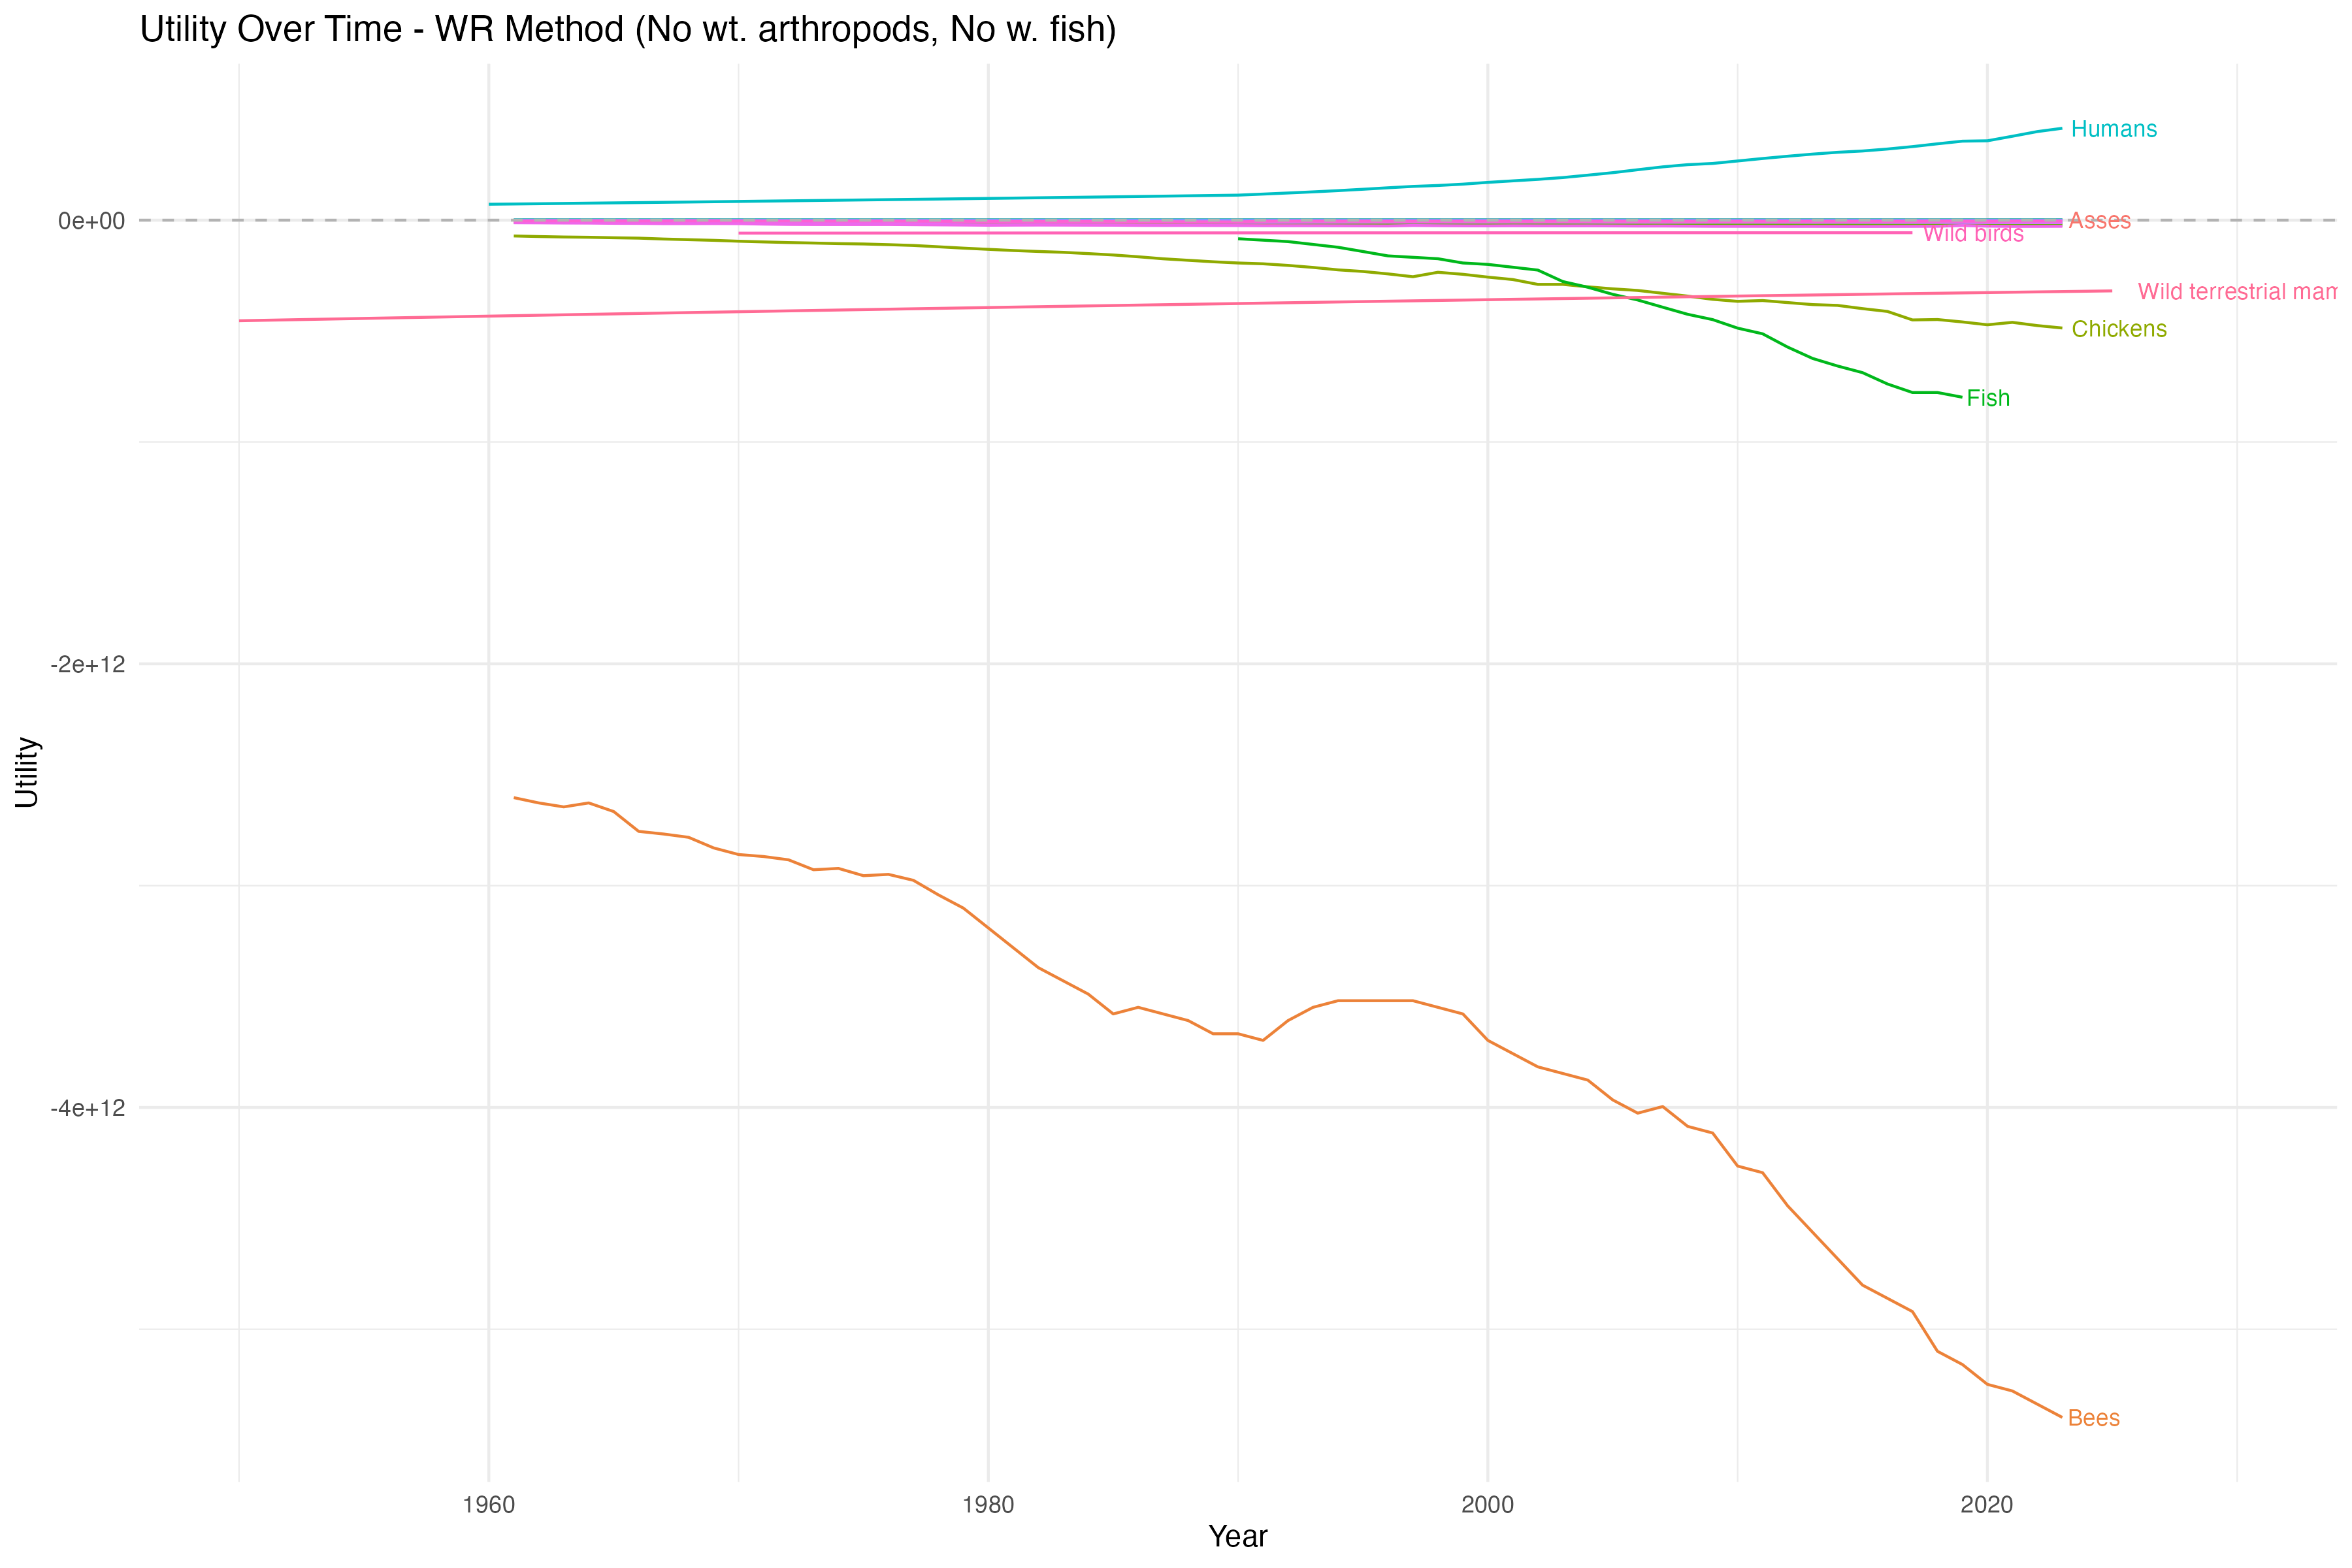 Utility Over Time - WR Method (No wt. arthropods, No w. fish)
Humans
0e+00
Asses
Wild birds
Wild terrestrial mam
Chickens
Fish
-2e+12
Utility
-4e+12
Bees
1960 1980 2000 2020
Year